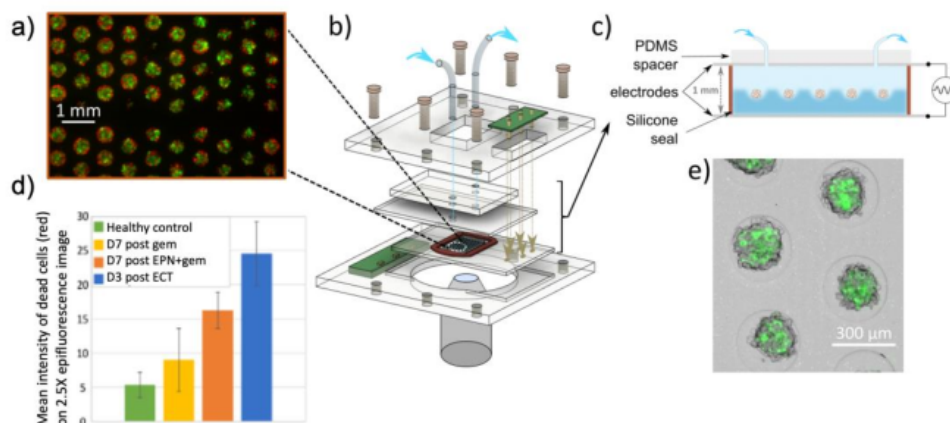 a)
1 mm
b)
c)
PDMS
spacer
electrodes
Silicone
seal
1 mm
d)
Mean intensity of dead cells (red)
on 2.5X epifluorescence image
30
25
20
15
10
5
0
Healthy control
D7 post gem
D7 post EPN+gem
D3 post ECT
e)
300 μm